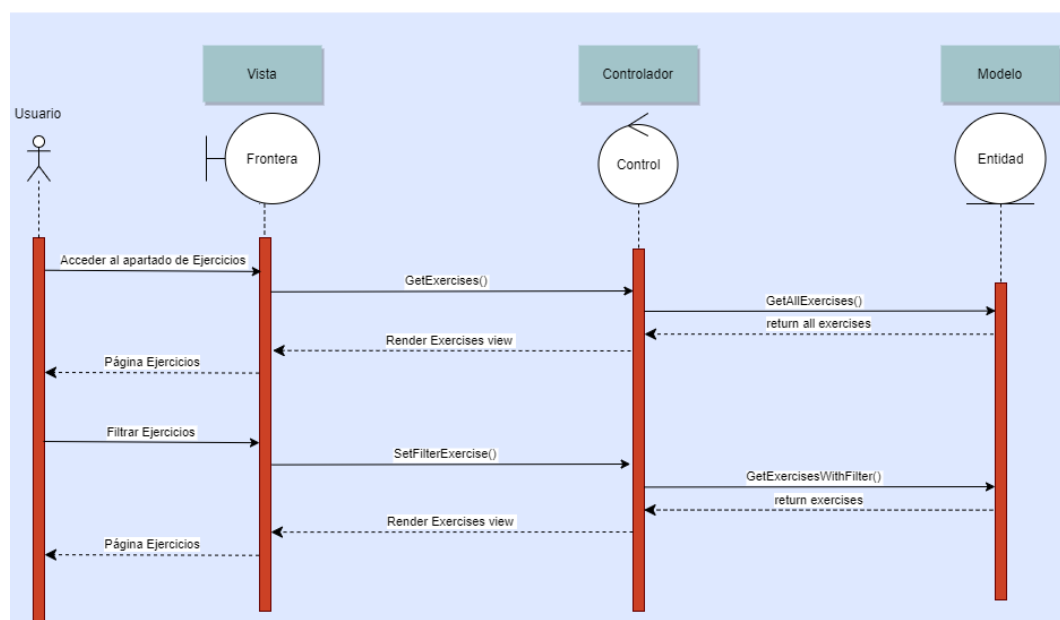 Vista
Controlador
Modelo
Usuario
Frontera
Control
Entidad
Acceder al apartado de Ejercicios
GetExercises()
GetAllExercises()
return all exercises
Render Exercises view
Página Ejercicios
Filtrar Ejercicios
SetFilterExercise()
GetExercisesWithFilter()
return exercises
Render Exercises view
Página Ejercicios